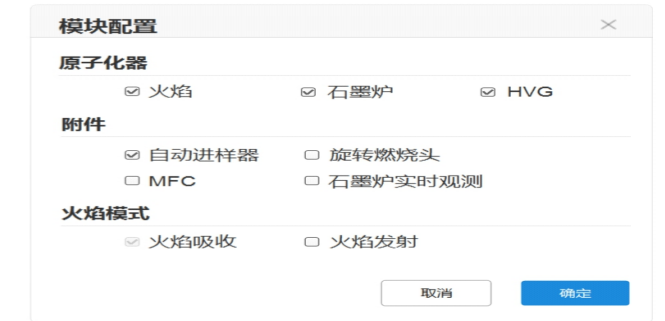 模块配置
原子化器
火焰 石墨炉 HVG
附件
自动进样器 旋转燃烧头
MFC 石墨炉实时观测
火焰模式
火焰吸收 火焰发射
取消 确定